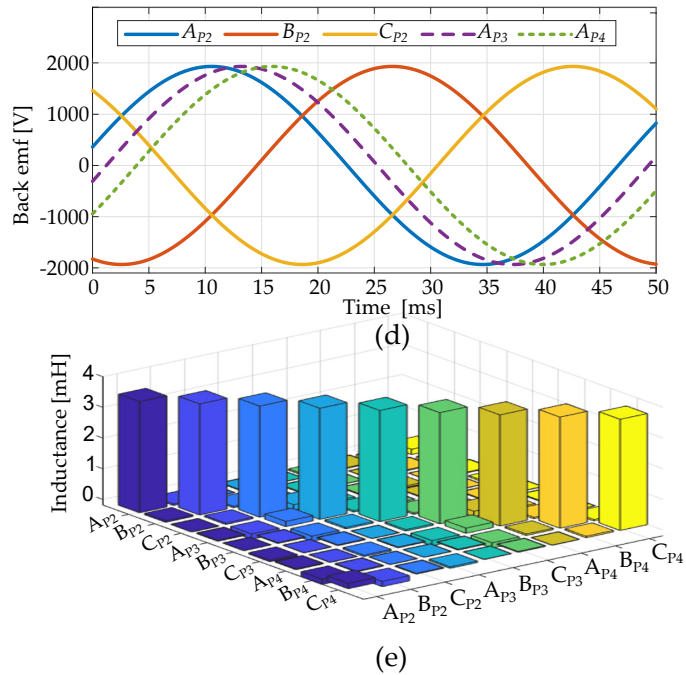 A_P2 B_P2 C_P2 A_P3 A_P4
Back emf [V]
2000
1000
0
-1000
-2000
0 5 10 15 20 25 30 35 40 45 50
Time [ms]
(d)
Inductance [mH]
4
3
2
1
0
A_P2
B_P2
C_P2
A_P3
B_P3
C_P3
A_P4
B_P4
C_P4
A_P2 B_P2 C_P2 A_P3 B_P3 C_P3 A_P4 B_P4 C_P4
(e)